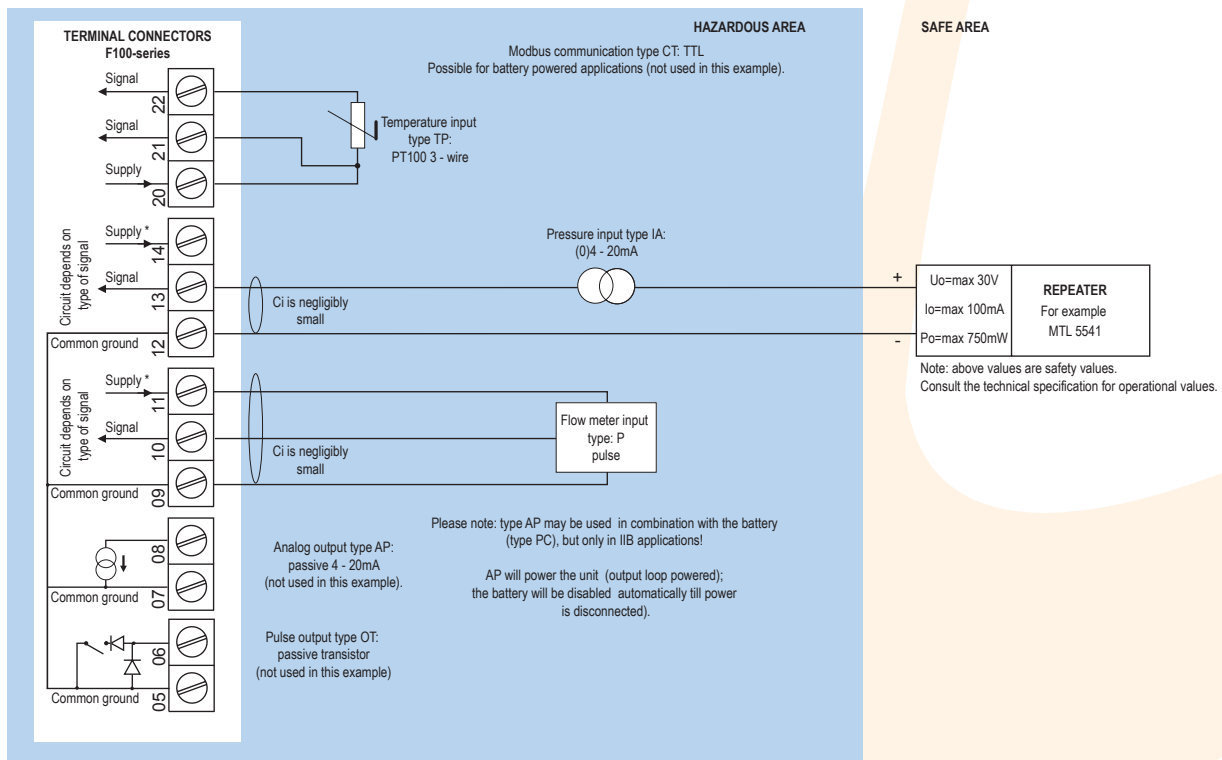 TERMINAL CONNECTORS
F100-series
HAZARDOUS AREA
SAFE AREA
Modbus communication type CT: TTL
Possible for battery powered applications (not used in this example).
Signal
22
Signal
21
Supply
20
Temperature input
type TP:
PT100 3 - wire
Circuit depends on
type of signal
Supply *
14
Signal
13
Common ground
12
Ci is negligibly
small
Pressure input type IA:
(0)4 - 20mA
+
-
Uo=max 30V
Io=max 100mA
Po=max 750mW
REPEATER
For example
MTL 5541
Note: above values are safety values.
Consult the technical specification for operational values.
Circuit depends on
type of signal
Supply *
11
Signal
10
Common ground
09
Ci is negligibly
small
Flow meter input
type: P
pulse
08
Common ground
07
Analog output type AP:
passive 4 - 20mA
(not used in this example).
Please note: type AP may be used in combination with the battery
(type PC), but only in IIB applications!
AP will power the unit (output loop powered);
the battery will be disabled automatically till power
is disconnected).
06
Common ground
05
Pulse output type OT:
passive transistor
(not used in this example)